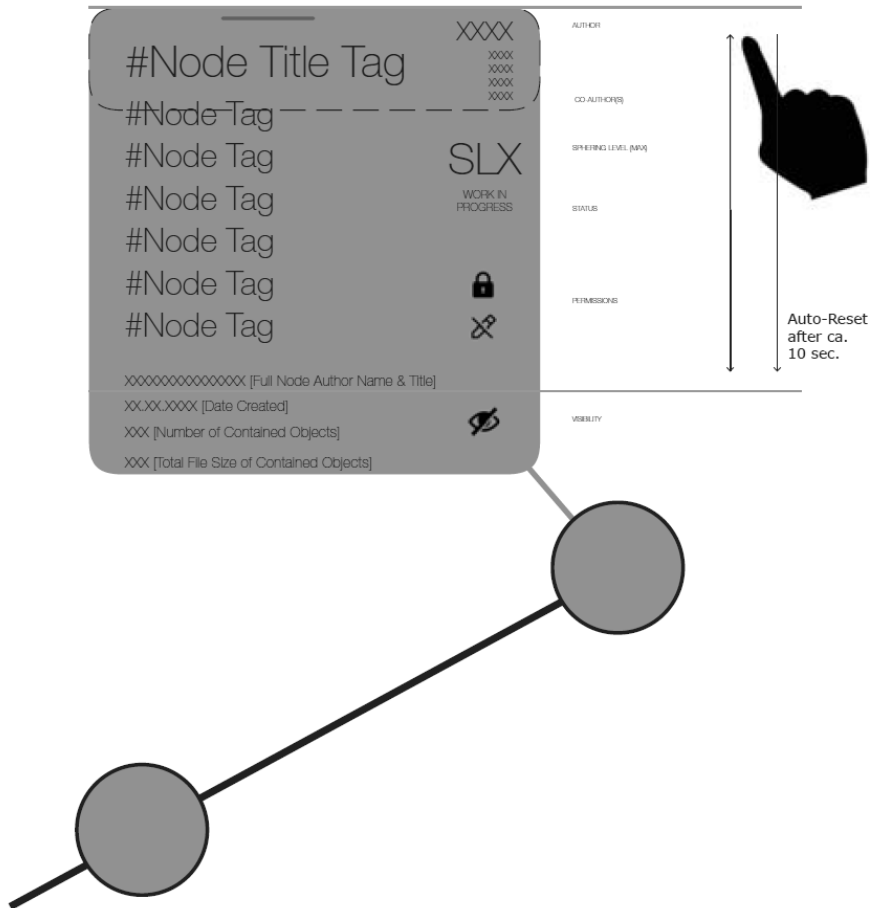 XXXX
AUTHOR
#Node Title Tag
XXXX
XXXX
XXXX
XXXX
CO-AUTHOR(S)
#Node Tag
#Node Tag
SLX
SPHERING LEVEL (MAX)
#Node Tag
WORK IN
PROGRESS
STATUS
#Node Tag
#Node Tag
PERMISSIONS
#Node Tag
Auto-Reset
after ca.
10 sec.
XXXXXXXXXXXXXXX [Full Node Author Name & Title]
XX.XX.XXXX [Date Created]
XXX [Number of Contained Objects]
VISIBILITY
XXX [Total File Size of Contained Objects]